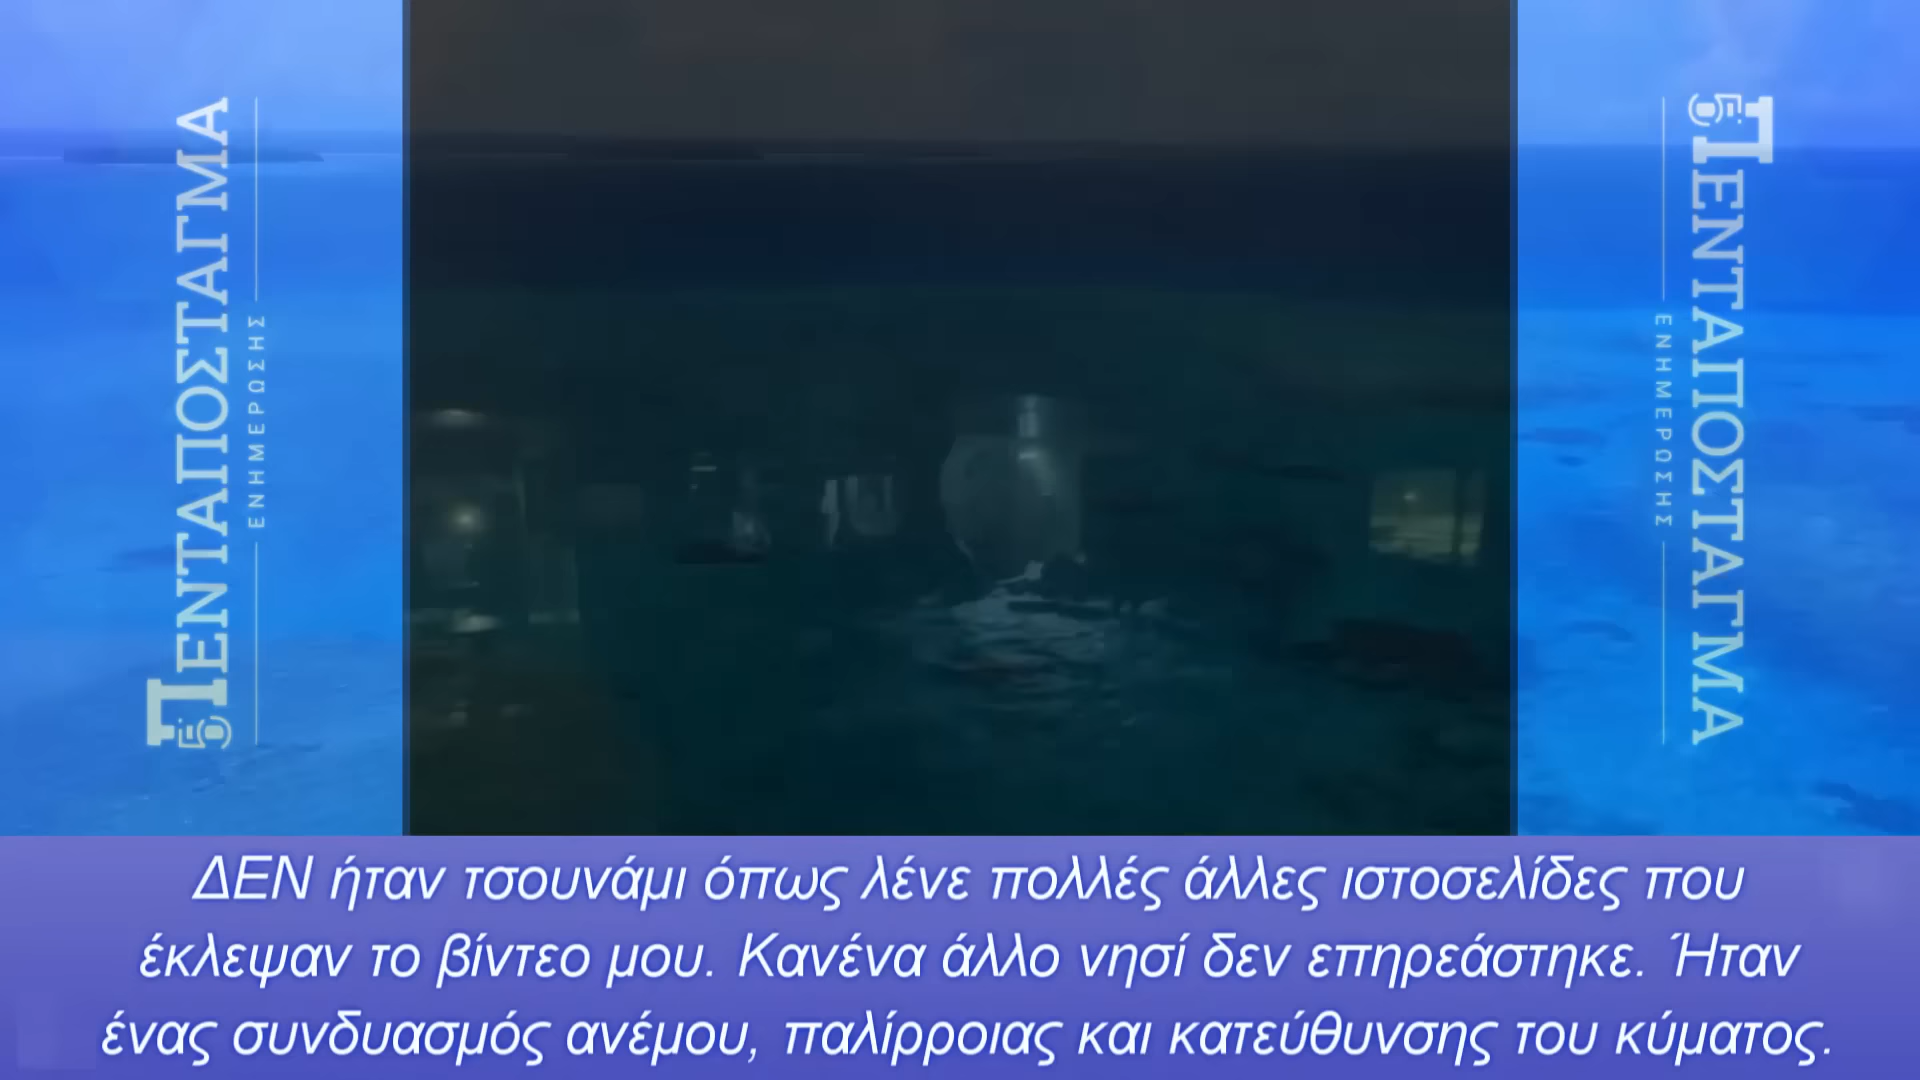 ΠΕΝΤΑΠΟΣΤΑΓΜΑ
ΕΝΗΜΕΡΩΣΗΣ
ΠΕΝΤΑΠΟΣΤΑΓΜΑ
ΕΝΗΜΕΡΩΣΗΣ
ΔΕΝ ήταν τσουνάμι όπως λένε πολλές άλλες ιστοσελίδες που
έκλεψαν το βίντεο μου. Κανένα άλλο νησί δεν επηρεάστηκε. Ήταν
ένας συνδυασμός ανέμου, παλίρροιας και κατεύθυνσης του κύματος.